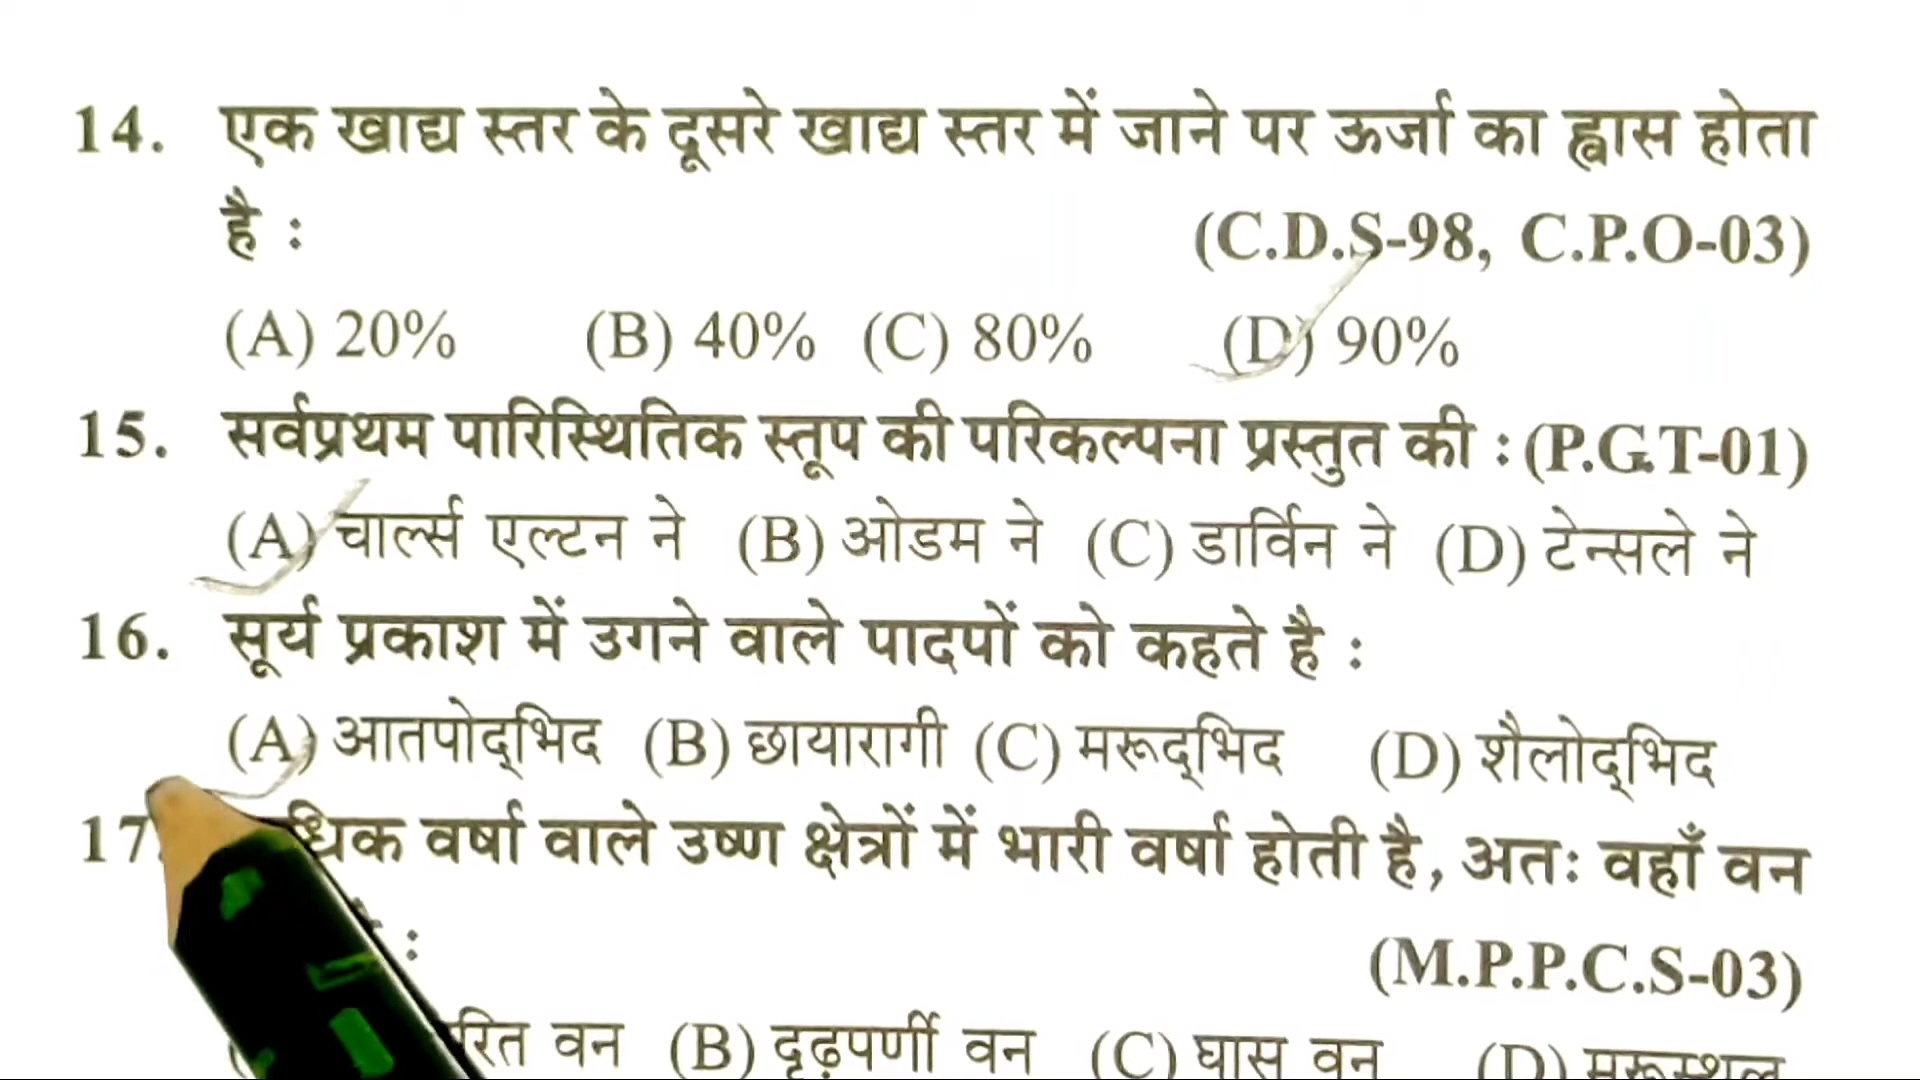 14. एक खाद्य स्तर के दूसरे खाद्य स्तर में जाने पर ऊर्जा का ह्रास होता
है : (C.D.S-98, C.P.O-03)
(A) 20% (B) 40% (C) 80% (D) 90%
15. सर्वप्रथम पारिस्थितिक स्तूप की परिकल्पना प्रस्तुत की : (P.G.T-01)
(A) चार्ल्स एल्टन ने (B) ओडम ने (C) डार्विन ने (D) टेन्सले ने
16. सूर्य प्रकाश में उगने वाले पादपों को कहते है :
(A) आतपोद्भिद (B) छायारागी (C) मरूद्भिद (D) शैलोद्भिद
17. वर्षा वाले उष्ण क्षेत्रों में भारी वर्षा होती है, अतः वहाँ वन
: (M.P.P.C.S-03)
वन (B) दृढ़पर्णी वन (C) घास वन (D) मरूस्थल